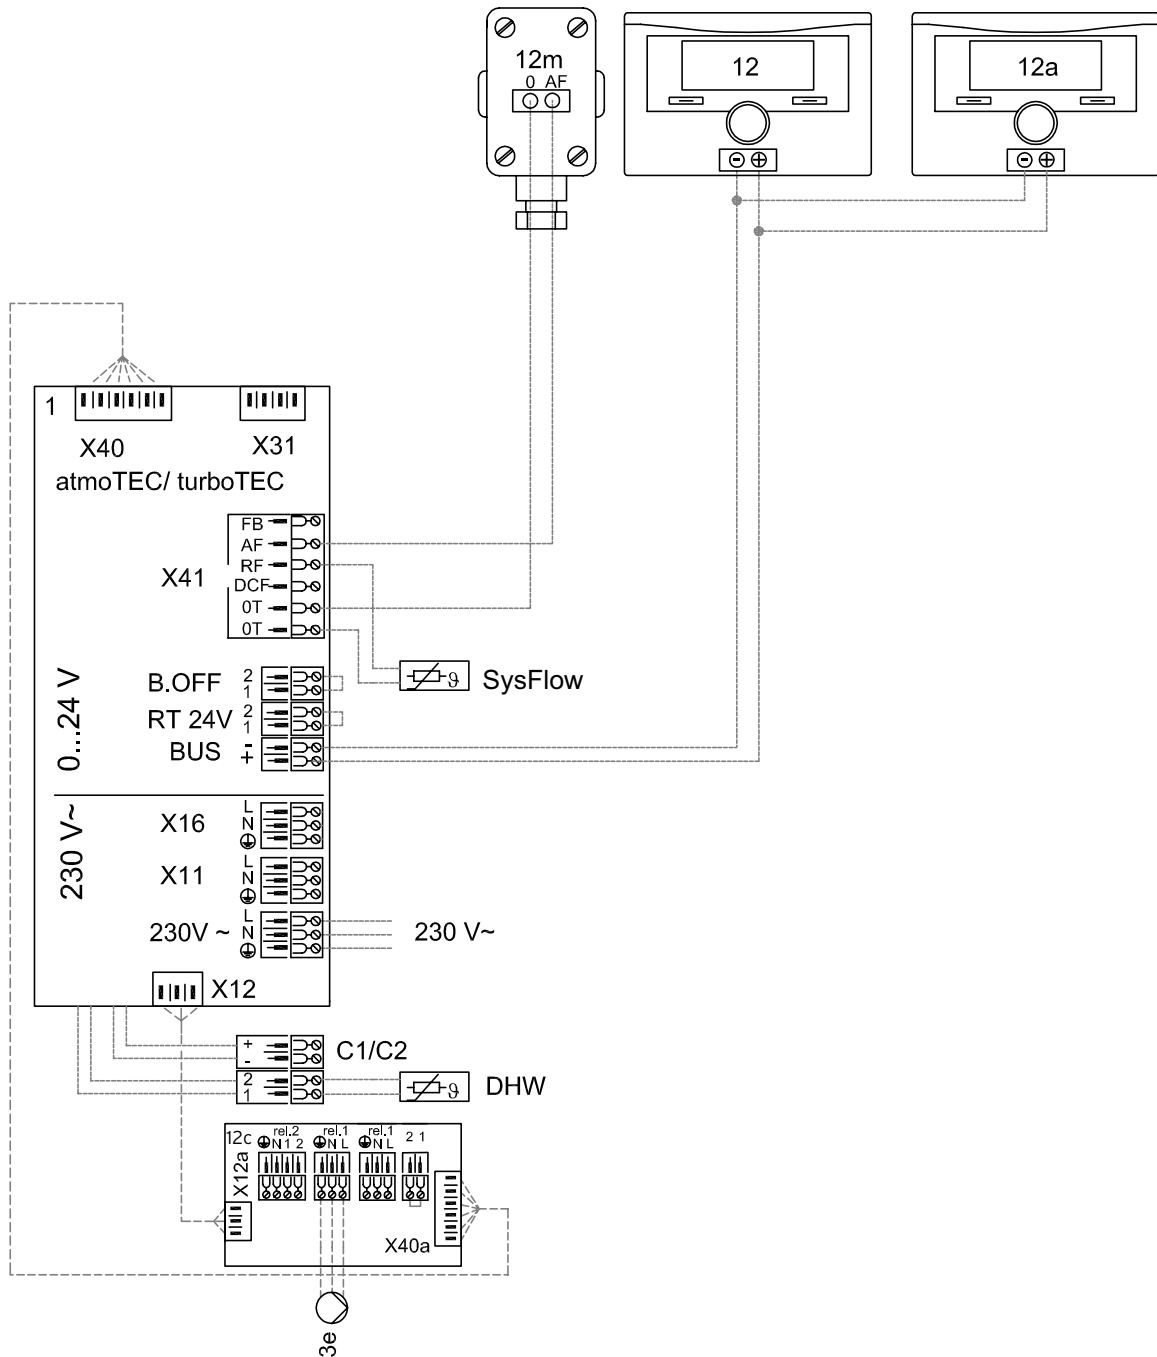 12m
0 AF
12
12a
- +
- +
1
X40
X31
atmoTEC/ turboTEC
X41
FB
AF
RF
DCF
0T
0T
SysFlow
0...24 V
B.OFF
2
1
RT 24V
2
1
BUS
-
+
230 V~
X16
L
N
X11
L
N
230V ~
L
N
230 V~
X12
+
-
C1/C2
2
1
DHW
12c
X12a
rel.2
N 1 2
rel.1
N L
rel.1
N L
2 1
X40a
3e
ϑ
ϑ